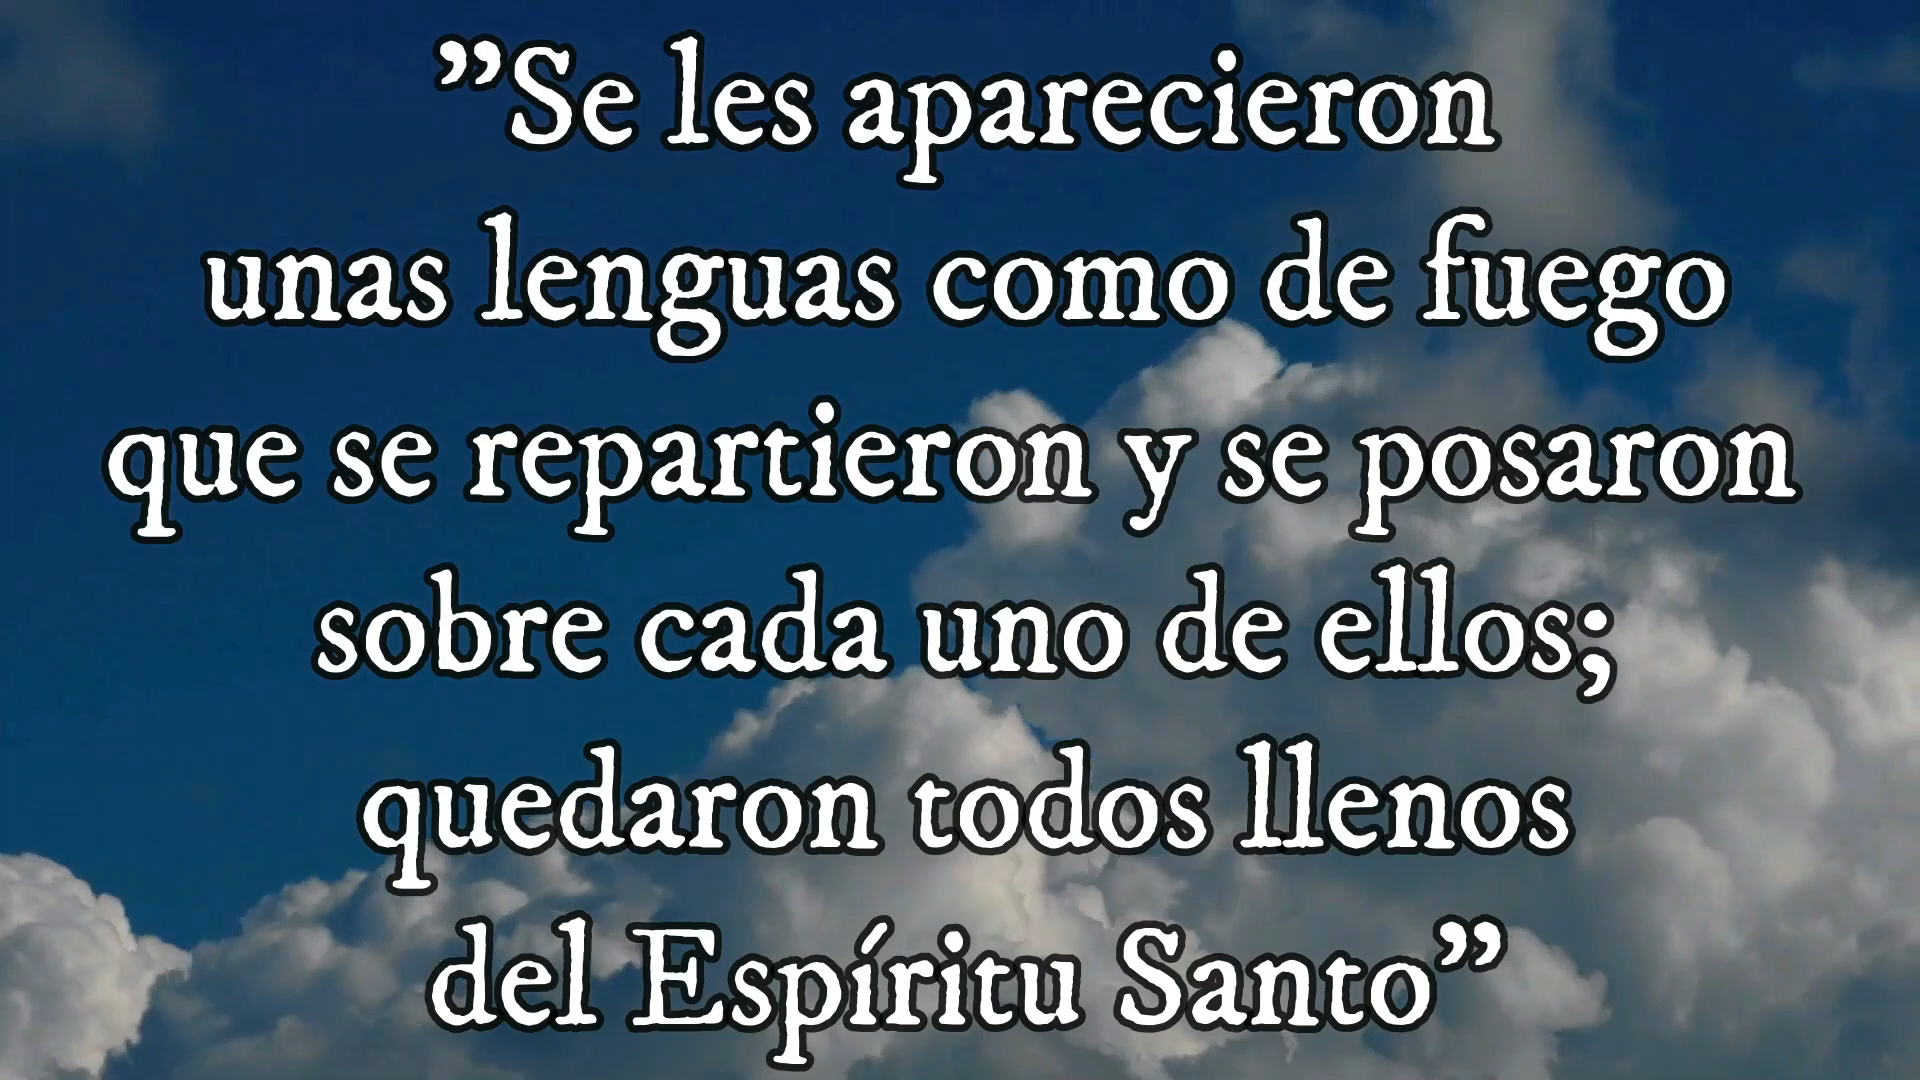 ”Se les aparecieron
unas lenguas como de fuego
que se repartieron y se posaron
sobre cada uno de ellos;
quedaron todos llenos
del Espíritu Santo”